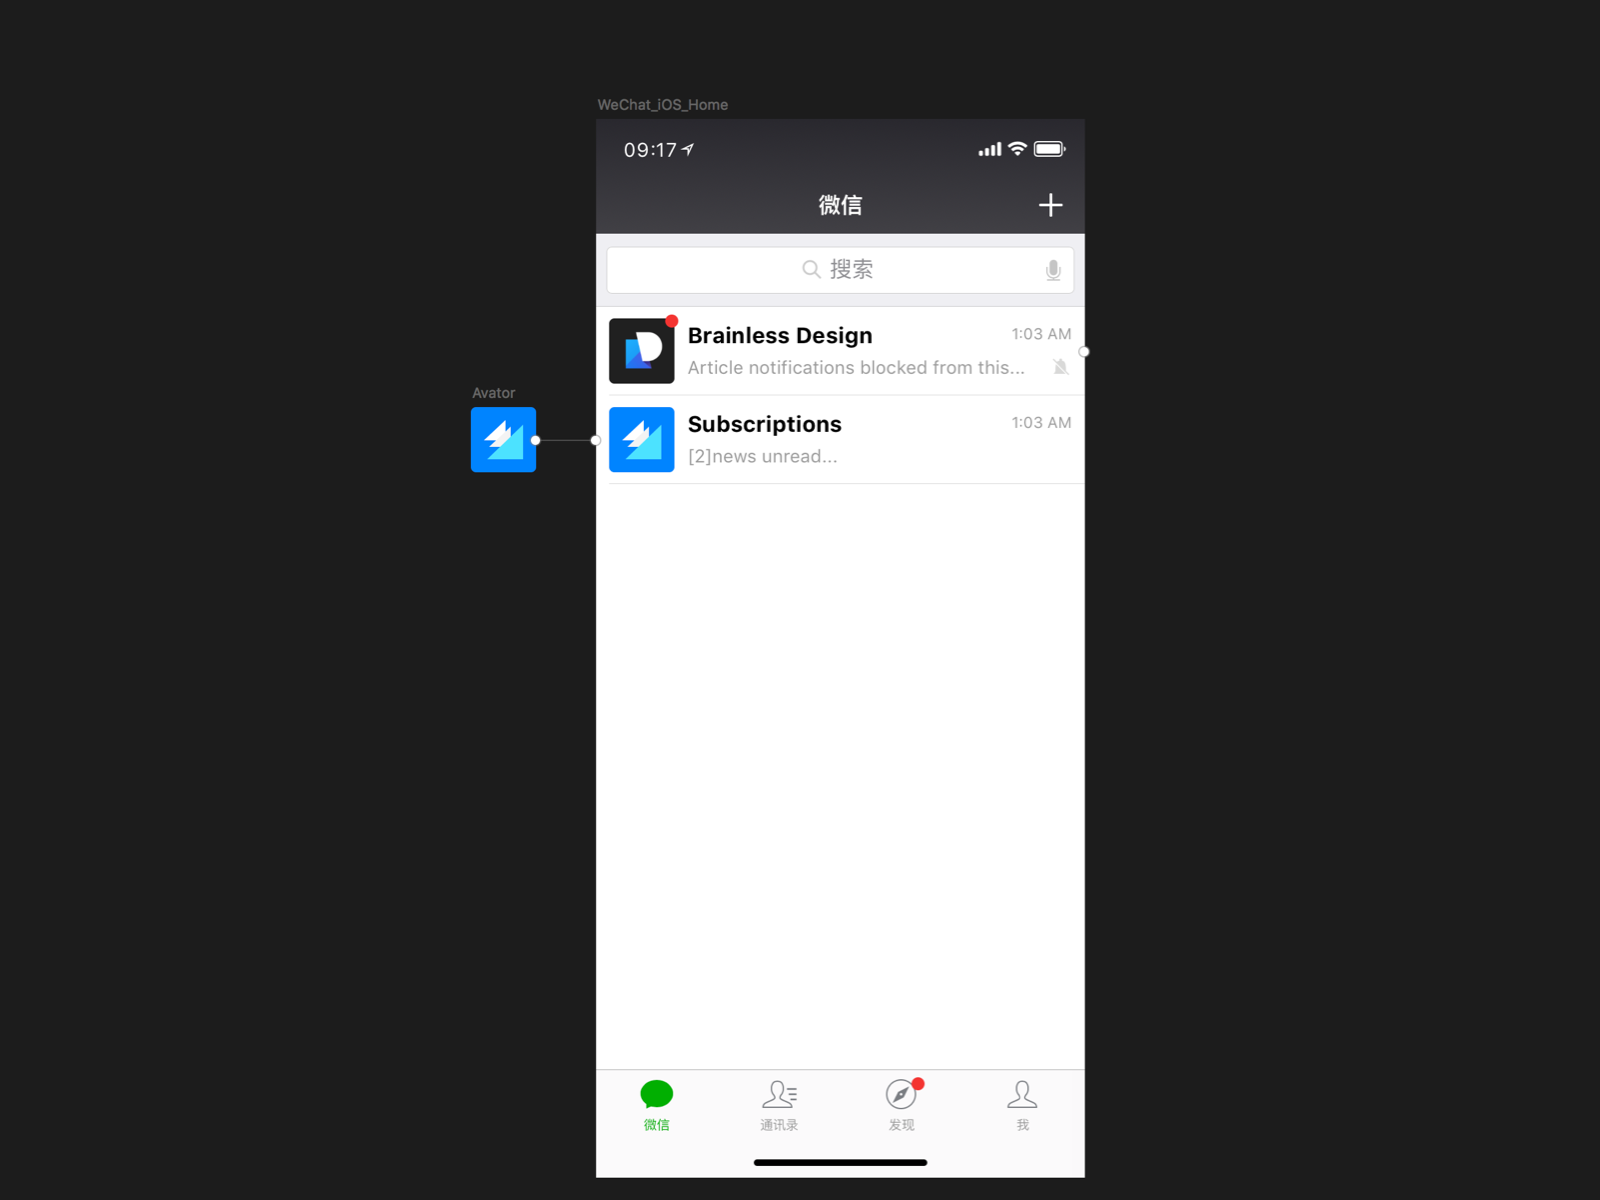 WeChat_iOS_Home
09:17
微信
搜索
Brainless Design
1:03 AM
Article notifications blocked from this...
Avator
Subscriptions
1:03 AM
[2]news unread...
微信
通讯录
发现
我